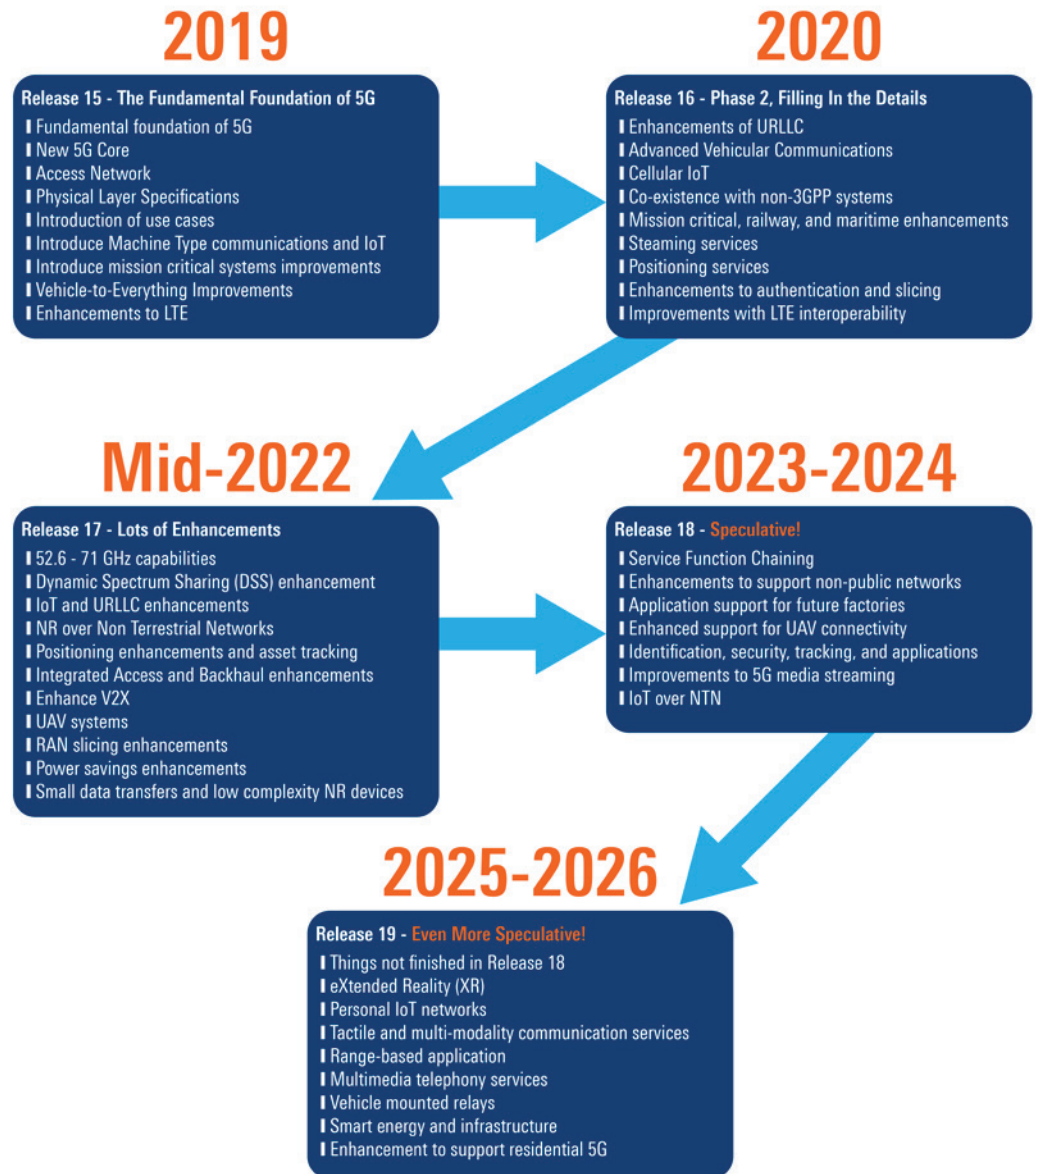 2019
Release 15 - The Fundamental Foundation of 5G
Fundamental foundation of 5G
New 5G Core
Access Network
Physical Layer Specifications
Introduction of use cases
Introduce Machine Type communications and IoT
Introduce mission critical systems improvements
Vehicle-to-Everything Improvements
Enhancements to LTE
2020
Release 16 - Phase 2, Filling In the Details
Enhancements of URLLC
Advanced Vehicular Communications
Cellular IoT
Co-existence with non-3GPP systems
Mission critical, railway, and maritime enhancements
Steaming services
Positioning services
Enhancements to authentication and slicing
Improvements with LTE interoperability
Mid-2022
Release 17 - Lots of Enhancements
52.6 - 71 GHz capabilities
Dynamic Spectrum Sharing (DSS) enhancement
IoT and URLLC enhancements
NR over Non Terrestrial Networks
Positioning enhancements and asset tracking
Integrated Access and Backhaul enhancements
Enhance V2X
UAV systems
RAN slicing enhancements
Power savings enhancements
Small data transfers and low complexity NR devices
2023-2024
Release 18 - Speculative!
Service Function Chaining
Enhancements to support non-public networks
Application support for future factories
Enhanced support for UAV connectivity
Identification, security, tracking, and applications
Improvements to 5G media streaming
IoT over NTN
2025-2026
Release 19 - Even More Speculative!
Things not finished in Release 18
eXtended Reality (XR)
Personal IoT networks
Tactile and multi-modality communication services
Range-based application
Multimedia telephony services
Vehicle mounted relays
Smart energy and infrastructure
Enhancement to support residential 5G